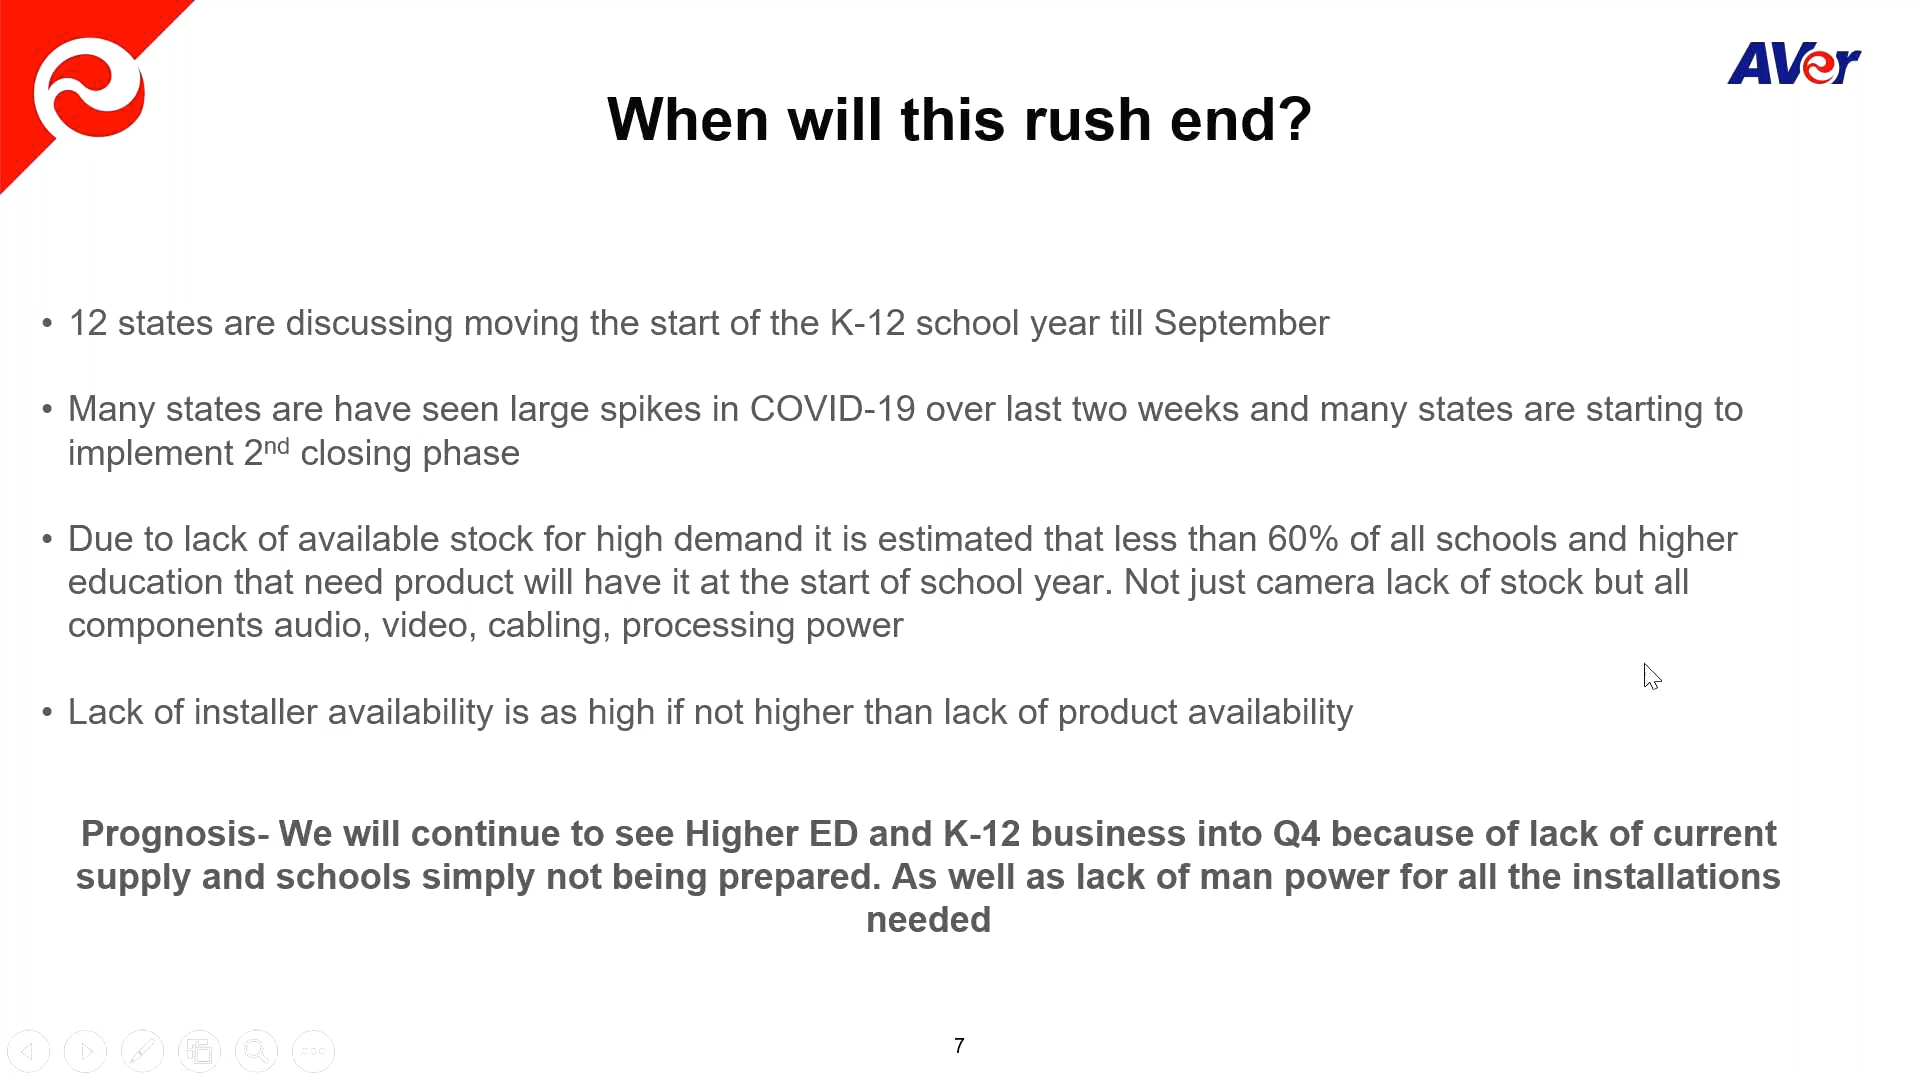 AVer
When will this rush end?
• 12 states are discussing moving the start of the K-12 school year till September
• Many states are have seen large spikes in COVID-19 over last two weeks and many states are starting to
implement 2nd closing phase
• Due to lack of available stock for high demand it is estimated that less than 60% of all schools and higher
education that need product will have it at the start of school year. Not just camera lack of stock but all
components audio, video, cabling, processing power
• Lack of installer availability is as high if not higher than lack of product availability
Prognosis- We will continue to see Higher ED and K-12 business into Q4 because of lack of current
supply and schools simply not being prepared. As well as lack of man power for all the installations
needed
7